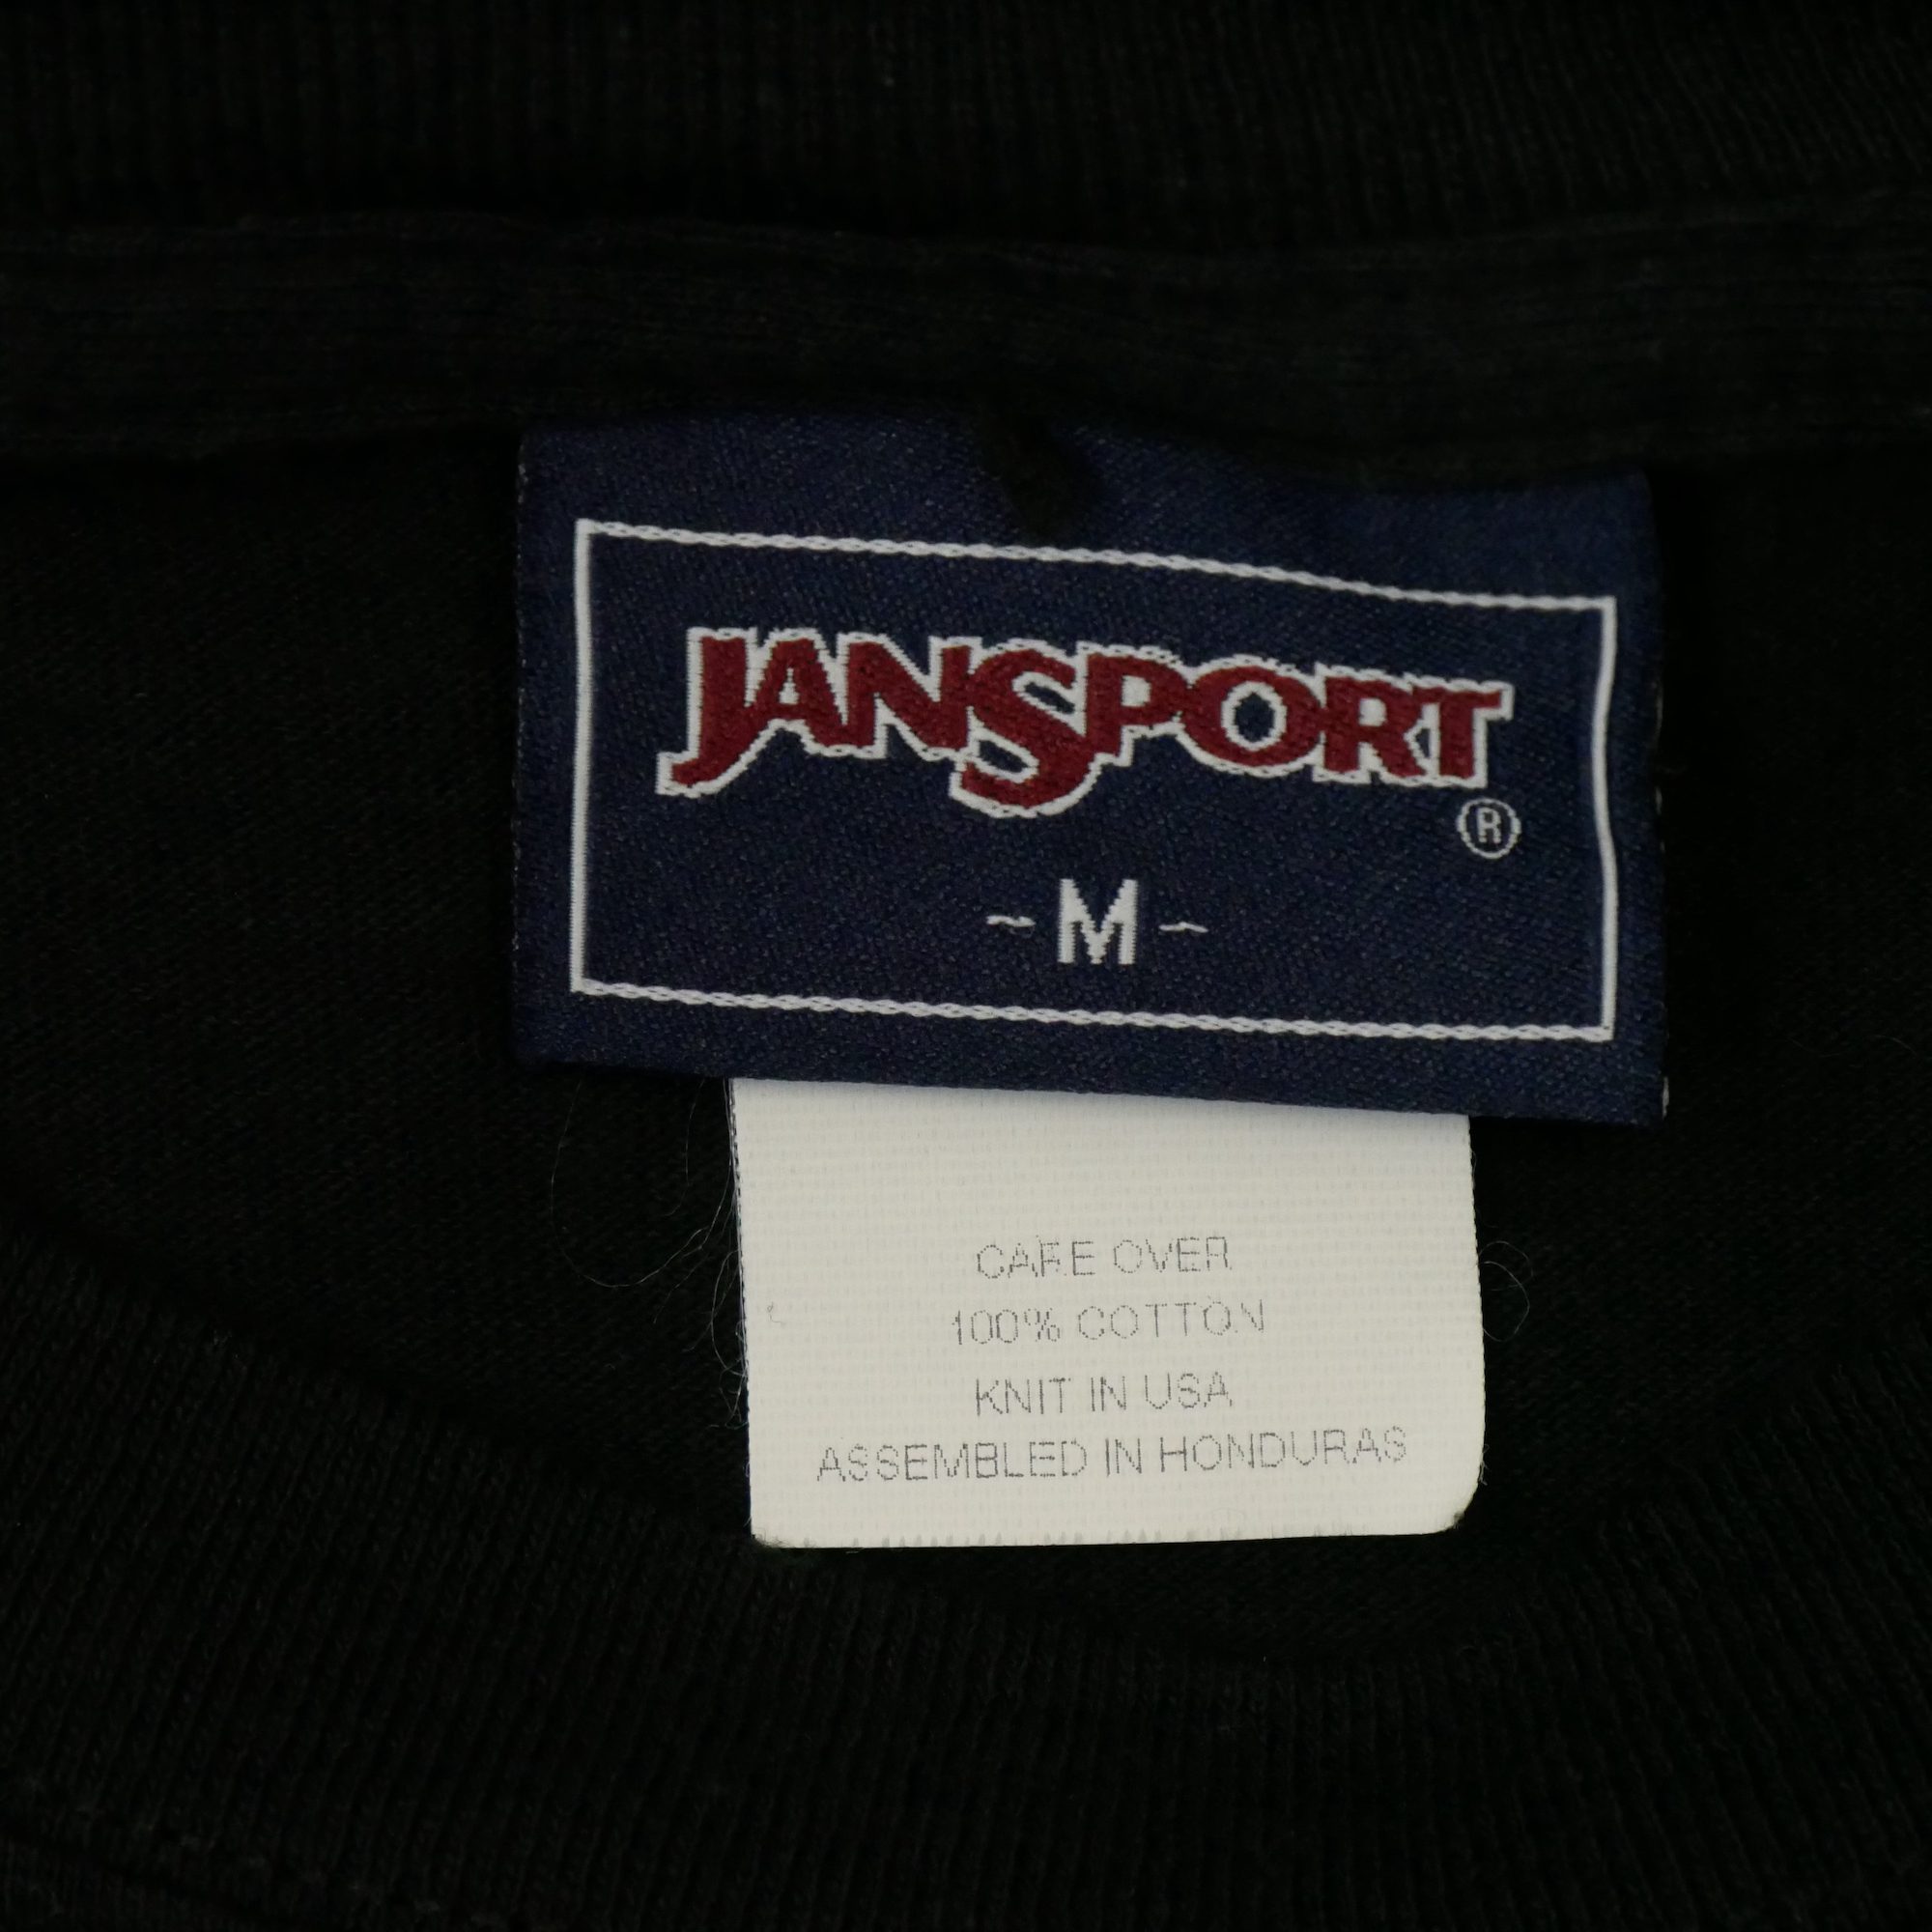 JANSPORT
®
~M~
CARE OVER
100% COTTON
KNIT IN USA
ASSEMBLED IN HONDURAS